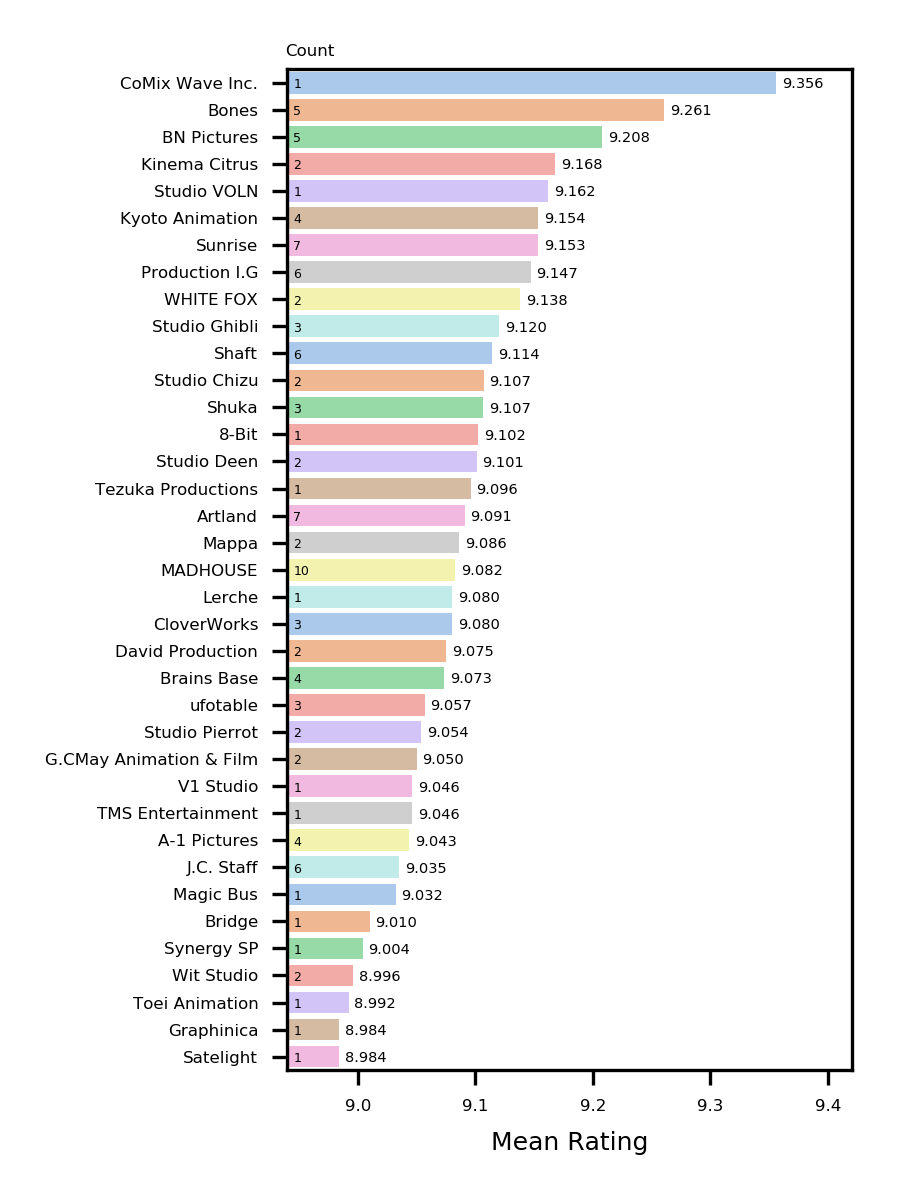 Count
CoMix Wave Inc. 1 9.356
Bones 5 9.261
BN Pictures 5 9.208
Kinema Citrus 2 9.168
Studio VOLN 1 9.162
Kyoto Animation 4 9.154
Sunrise 7 9.153
Production I.G 6 9.147
WHITE FOX 2 9.138
Studio Ghibli 3 9.120
Shaft 6 9.114
Studio Chizu 2 9.107
Shuka 3 9.107
8-Bit 1 9.102
Studio Deen 2 9.101
Tezuka Productions 1 9.096
Artland 7 9.091
Mappa 2 9.086
MADHOUSE 10 9.082
Lerche 1 9.080
CloverWorks 3 9.080
David Production 2 9.075
Brains Base 4 9.073
ufotable 3 9.057
Studio Pierrot 2 9.054
G.CMay Animation & Film 2 9.050
V1 Studio 1 9.046
TMS Entertainment 1 9.046
A-1 Pictures 4 9.043
J.C. Staff 6 9.035
Magic Bus 1 9.032
Bridge 1 9.010
Synergy SP 1 9.004
Wit Studio 2 8.996
Toei Animation 1 8.992
Graphinica 1 8.984
Satelight 1 8.984
9.0 9.1 9.2 9.3 9.4
Mean Rating